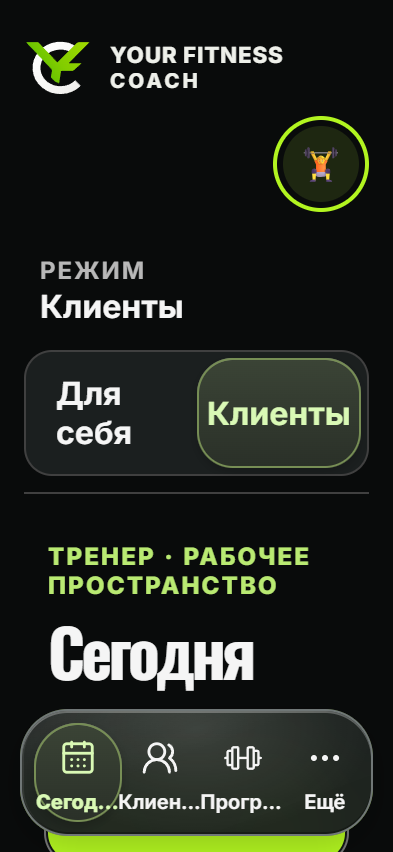 YOUR FITNESS
COACH
РЕЖИМ
Клиенты
Для
себя
Клиенты
ТРЕНЕР · РАБОЧЕЕ
ПРОСТРАНСТВО
Сегодня
Сегод...
Клиен...
Прогр...
Ещё